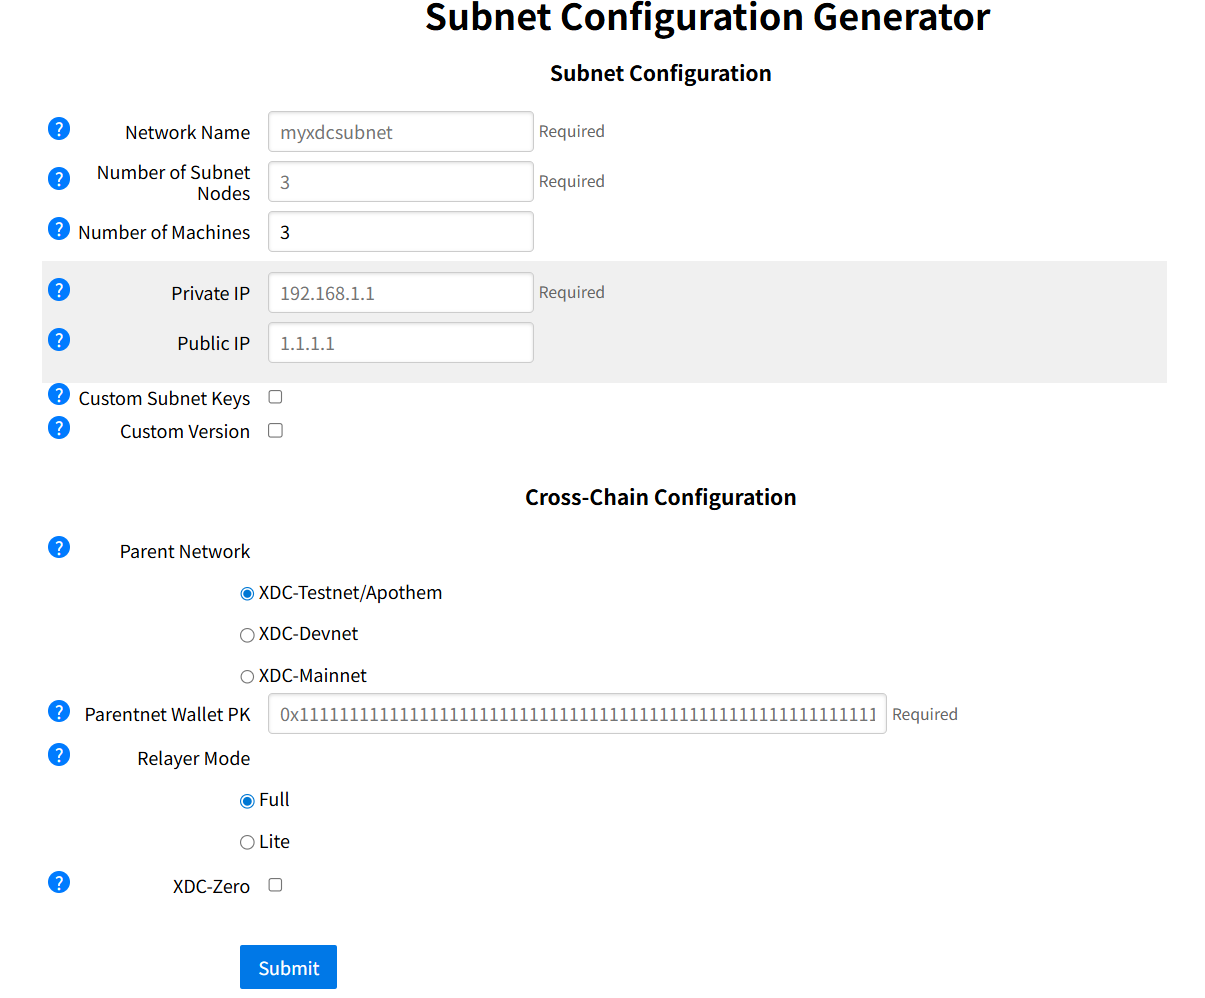 Subnet Configuration Generator
Subnet Configuration
? Network Name myxdcsubnet Required
? Number of Subnet Nodes 3 Required
? Number of Machines 3
? Private IP 192.168.1.1 Required
? Public IP 1.1.1.1
? Custom Subnet Keys
? Custom Version
Cross-Chain Configuration
? Parent Network
XDC-Testnet/Apothem
XDC-Devnet
XDC-Mainnet
? Parentnet Wallet PK 0x11111111111111111111111111111111111111111111111111111111111 Required
? Relayer Mode
Full
Lite
? XDC-Zero
Submit